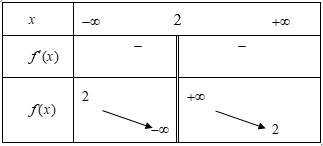 x −∞ 2 +∞
f'(x) − −
2 +∞
f(x)
−∞ 2